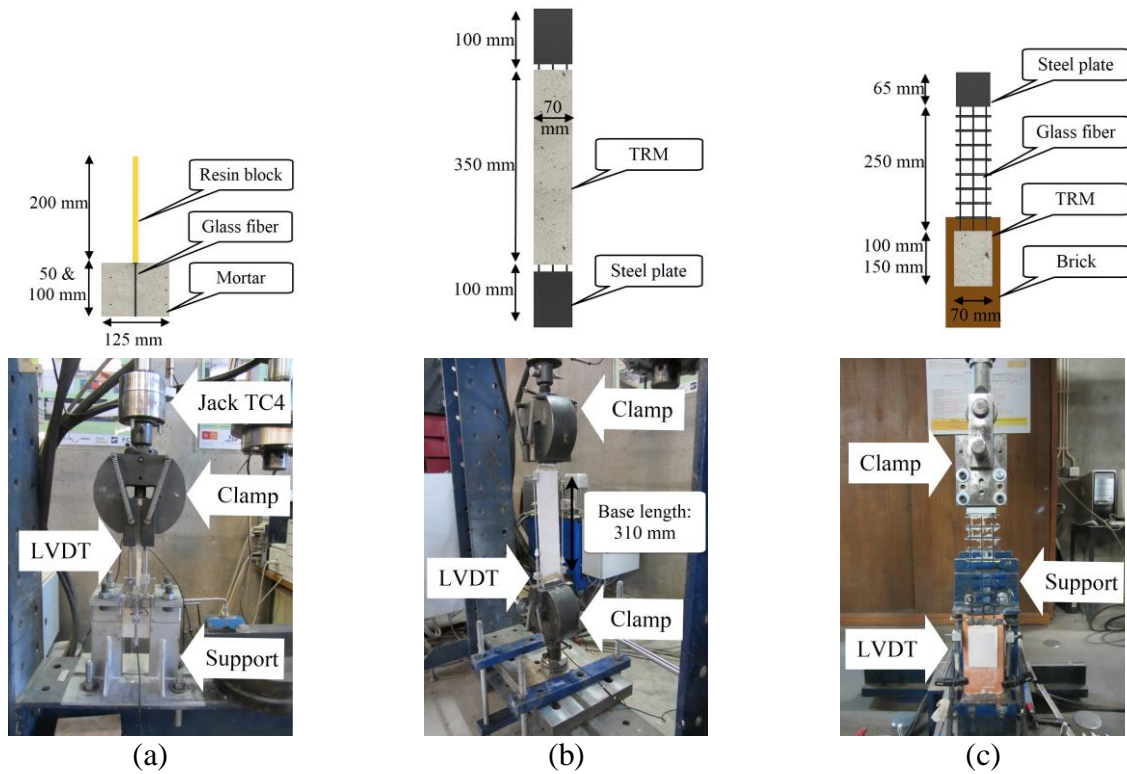 200 mm
Resin block
Glass fiber
50 &
100 mm
Mortar
125 mm
100 mm
70
mm
350 mm
TRM
Steel plate
100 mm
Steel plate
65 mm
Glass fiber
250 mm
TRM
100 mm
150 mm
Brick
70 mm
Jack TC4
Clamp
LVDT
Support
Clamp
Base length:
310 mm
LVDT
Clamp
Clamp
Support
LVDT
(a)
(b)
(c)